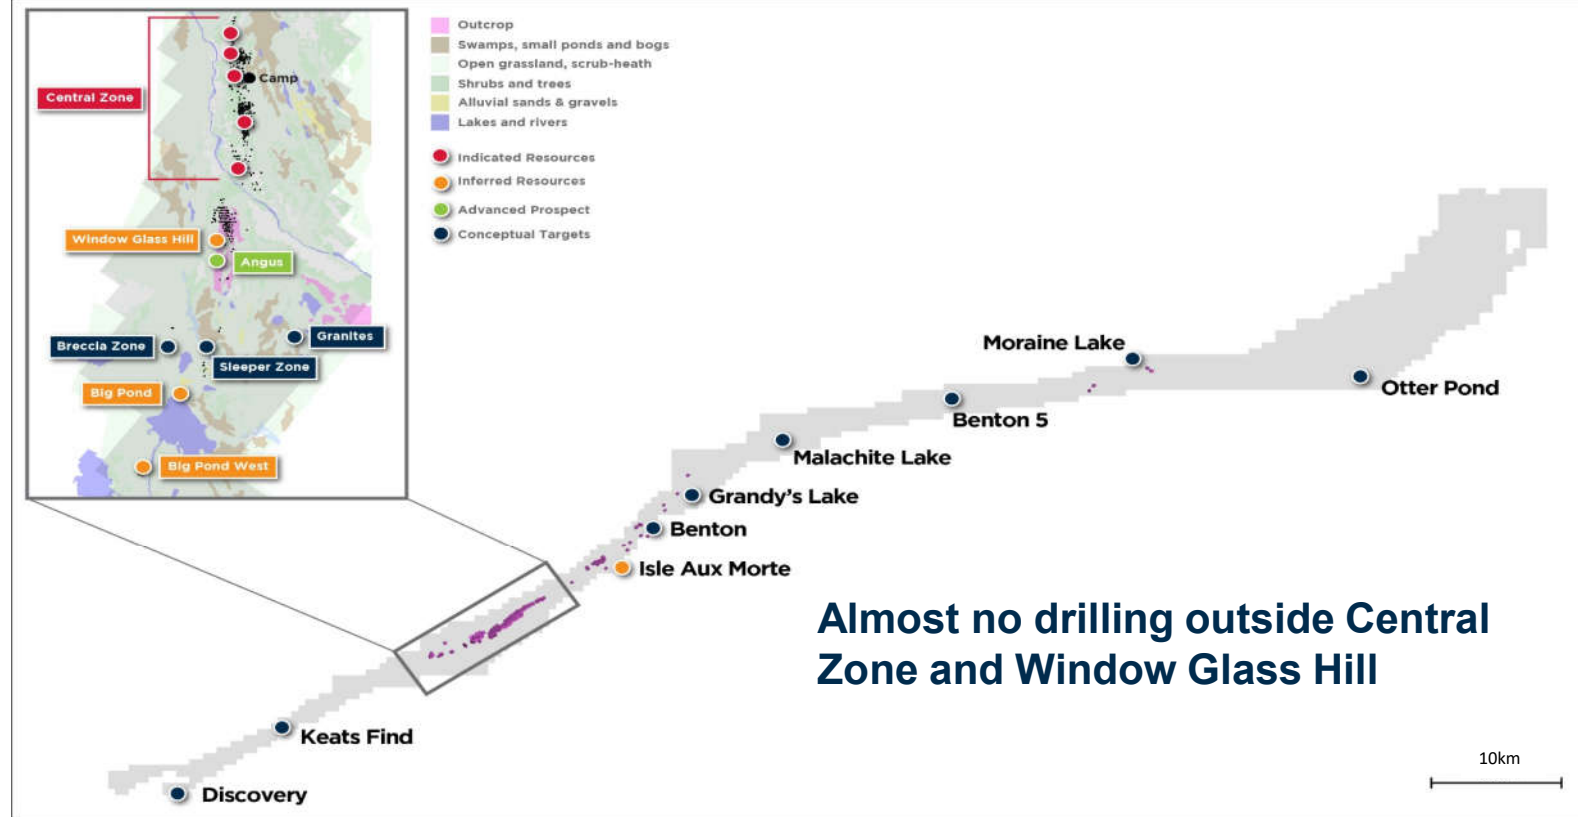 Outcrop
Swamps, small ponds and bogs
Open grassland, scrub-heath
Shrubs and trees
Alluvial sands & gravels
Lakes and rivers
Indicated Resources
Inferred Resources
Advanced Prospect
Conceptual Targets
Camp
Central Zone
Window Glass Hill
Angus
Granites
Breccia Zone
Sleeper Zone
Big Pond
Big Pond West
Moraine Lake
Otter Pond
Benton 5
Malachite Lake
Grandy's Lake
Benton
Isle Aux Morte
Almost no drilling outside Central
Zone and Window Glass Hill
Keats Find
Discovery
10km